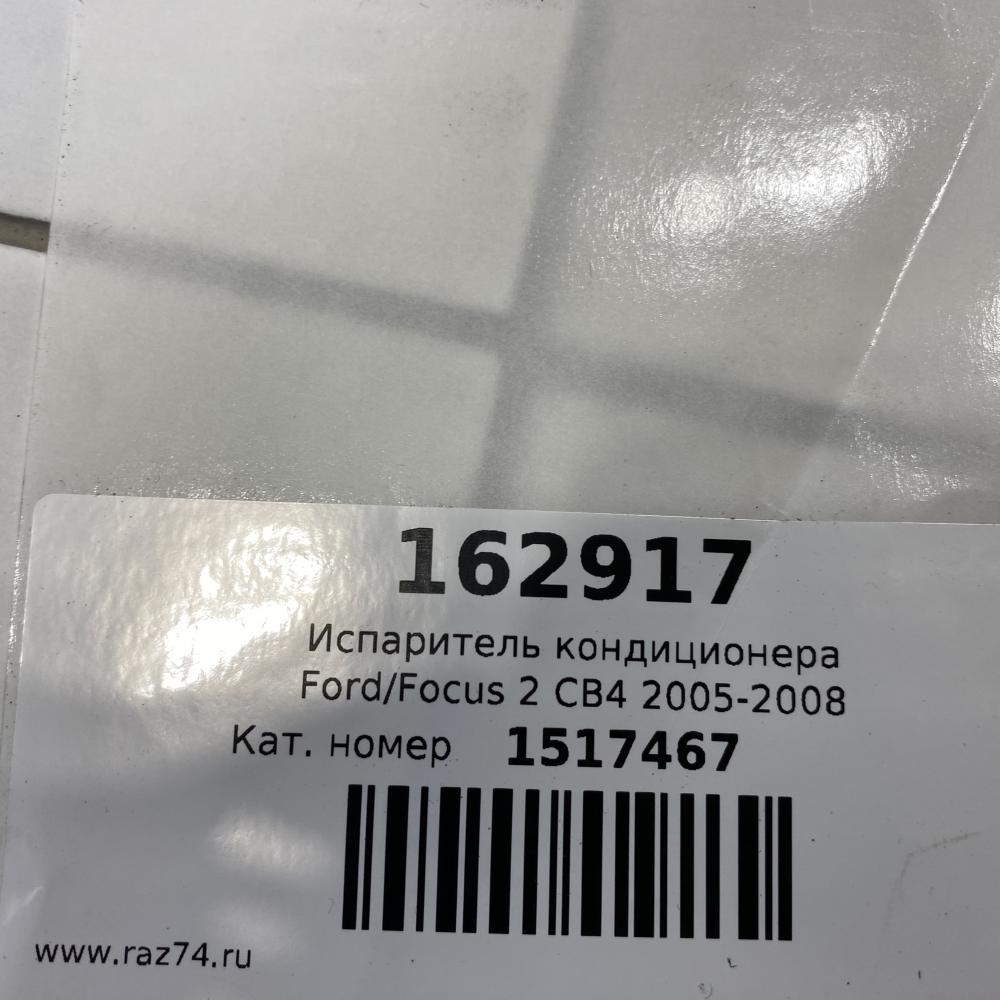 162917
Испаритель кондиционера
Ford/Focus 2 CB4 2005-2008
Кат. номер 1517467
www.raz74.ru